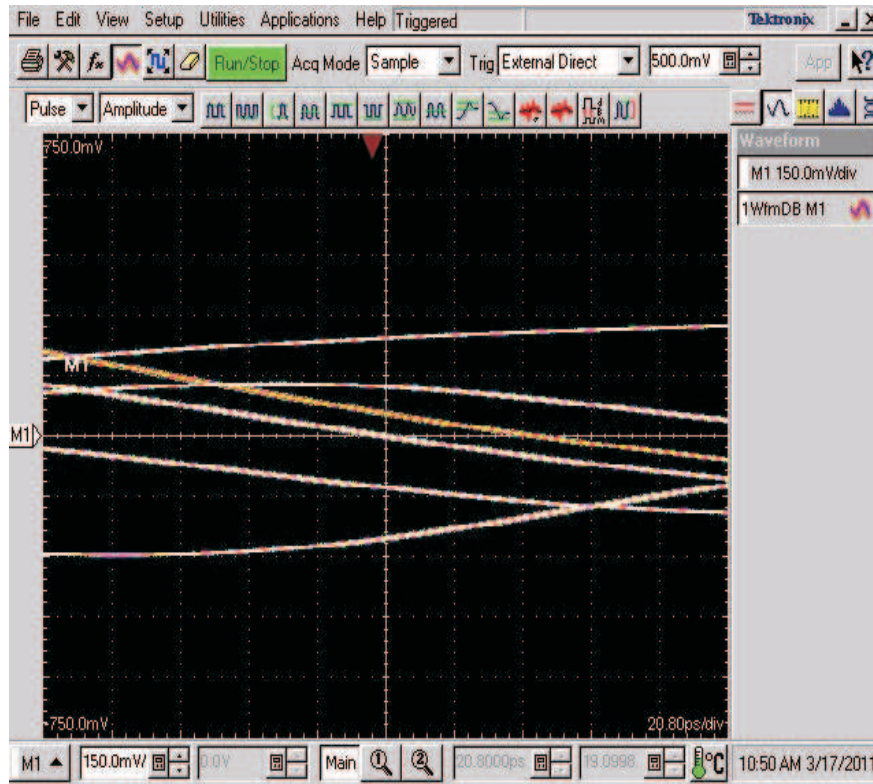 File Edit View Setup Utilities Applications Help Triggered Tektronix
Run/Stop Acq Mode Sample Trig External Direct 500.0mV App
Pulse Amplitude
750.0mV
Waveform
M1 150.0mV/div
1WfmDB M1
M1
M1
-750.0mV 20.80ps/div
M1 150.0mV/ 0.0V Main 1 2 20.8000ps 19.0998 °C 10:50 AM 3/17/2011